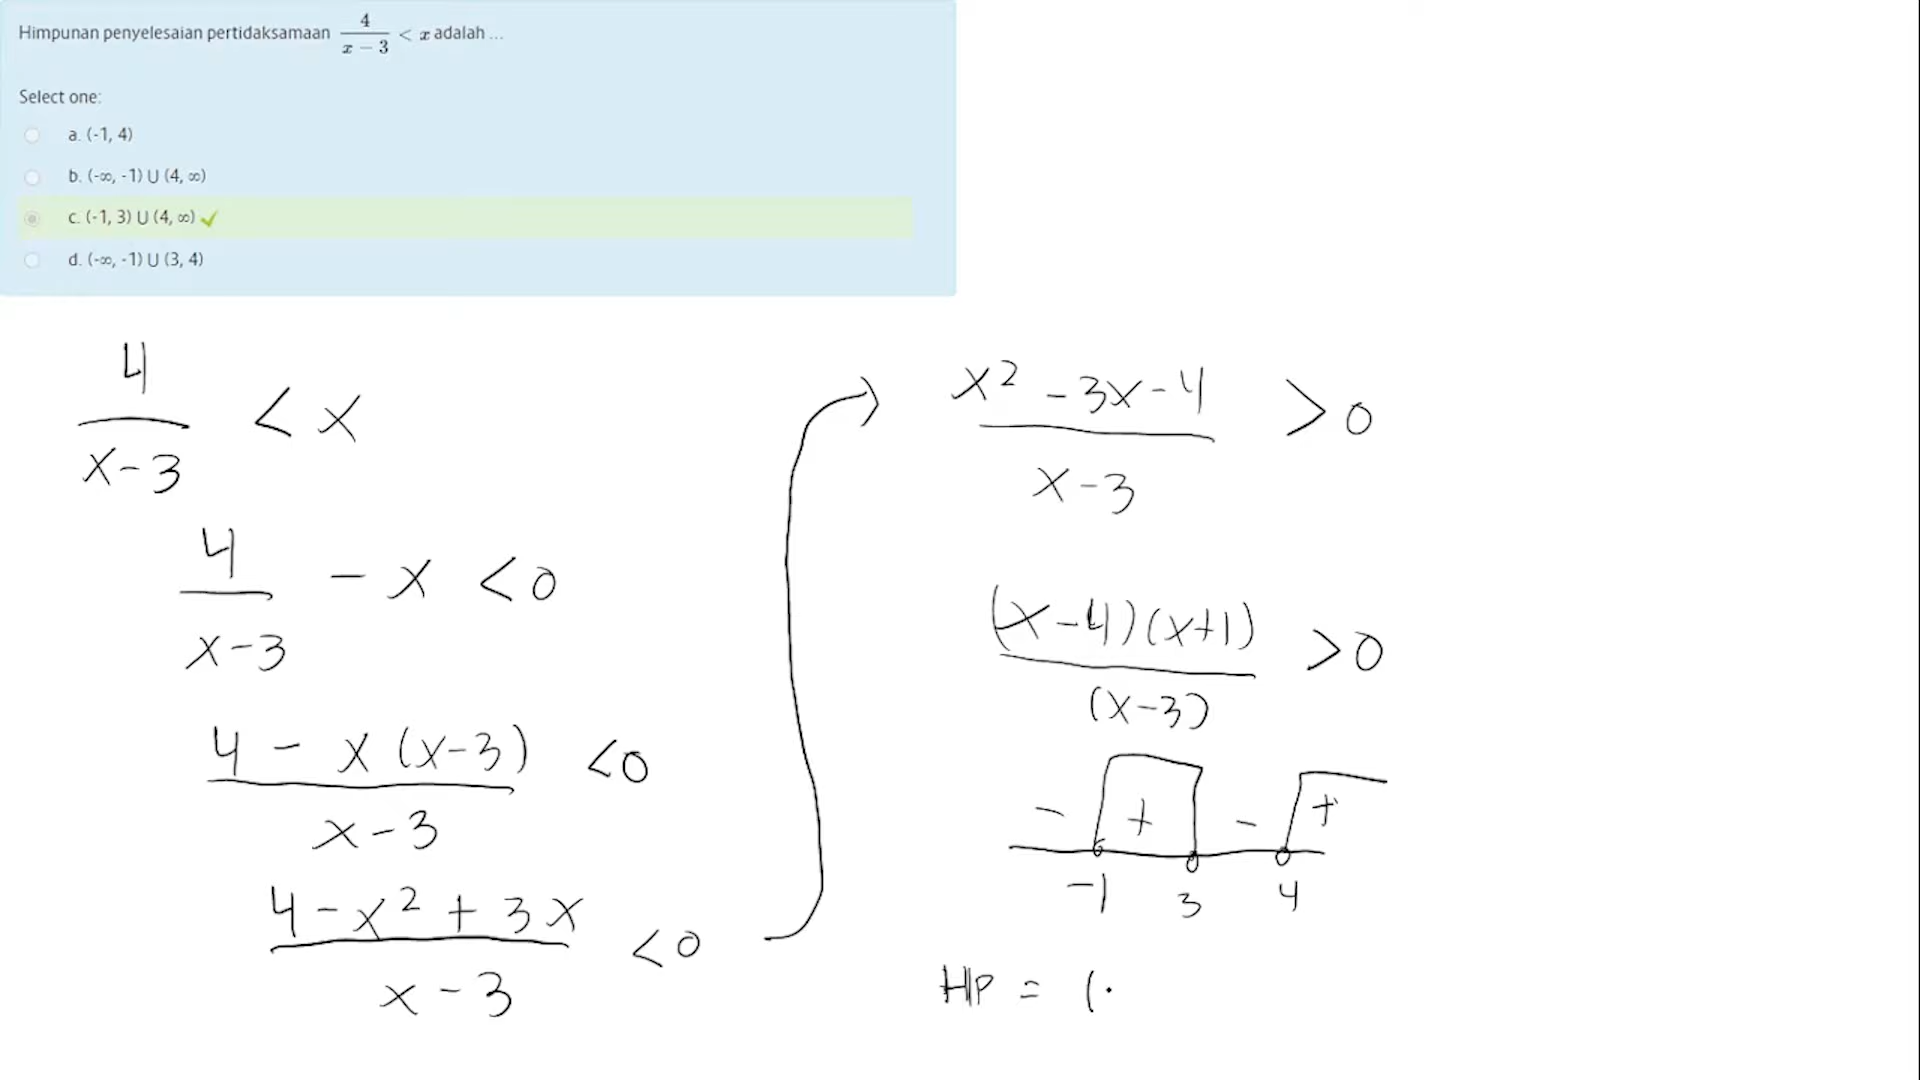 Himpunan penyelesaian pertidaksamaan 4/(x − 3) < x adalah ...
Select one:
a. (-1, 4)
b. (-∞, -1) U (4, ∞)
c. (-1, 3) U (4, ∞)
d. (-∞, -1) U (3, 4)
4/(x-3) < x
4/(x-3) - x < 0
(4 - x(x-3))/(x-3) < 0
(4 - x² + 3x)/(x-3) < 0
(x² - 3x - 4)/(x-3) > 0
((x-4)(x+1))/((x-3)) > 0
- + - +
-1 3 4
HP = (